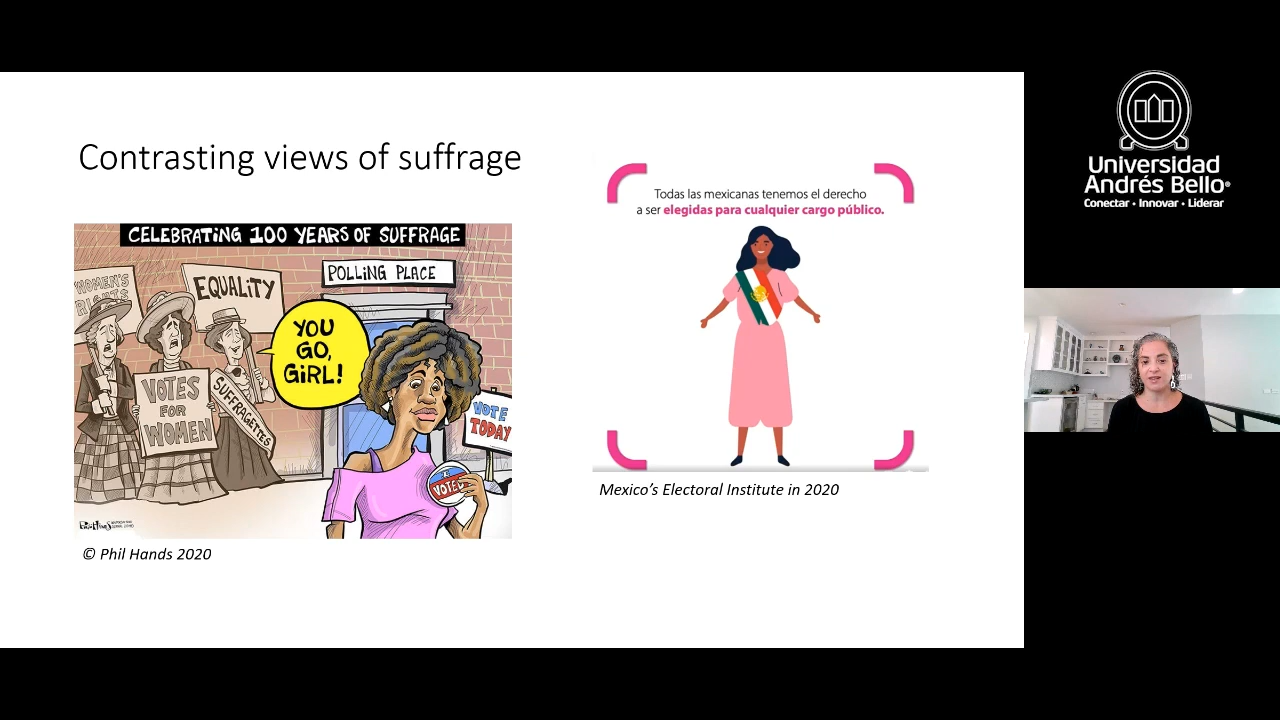 Contrasting views of suffrage
CELEBRATING 100 YEARS OF SUFFRAGE
WOMEN'S
RIGHTS
EQUALITY
POLLING PLACE
YOU
GO,
GIRL!
VOTES
FOR
WOMEN
SUFFRAGETTES
VOTE
TODAY
VOTE
© Phil Hands 2020
Todas las mexicanas tenemos el derecho
a ser elegidas para cualquier cargo público.
Mexico’s Electoral Institute in 2020
Universidad
Andrés Bello®
Conectar • Innovar • Liderar